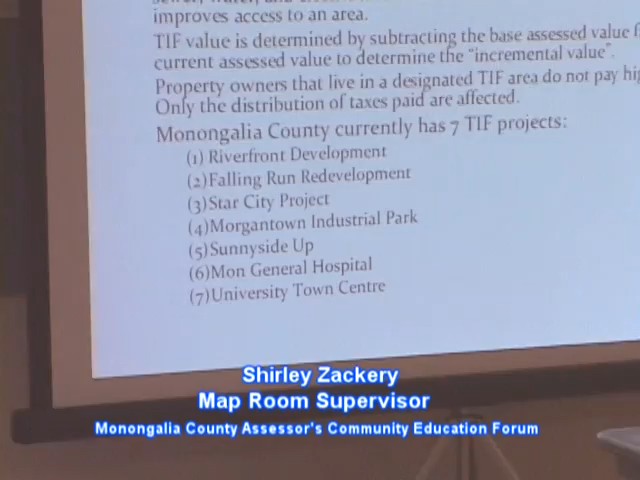 improves access to an area.
TIF value is determined by subtracting the base assessed value
current assessed value to determine the "incremental value".
Property owners that live in a designated TIF area do not pay
Only the distribution of taxes paid are affected.
Monongalia County currently has 7 TIF projects:
(1) Riverfront Development
(2)Falling Run Redevelopment
(3)Star City Project
(4)Morgantown Industrial Park
(5)Sunnyside Up
(6)Mon General Hospital
(7)University Town Centre
Shirley Zackery
Map Room Supervisor
Monongalia County Assessor's Community Education Forum